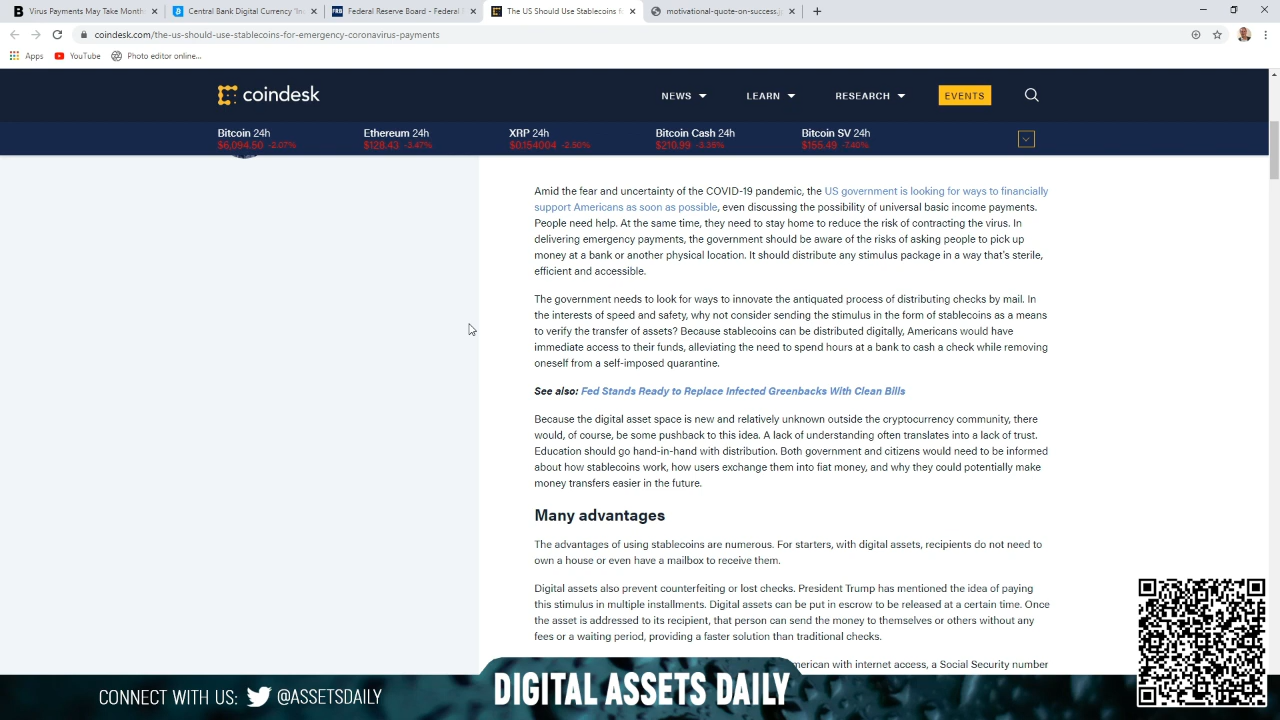 Virus Payments May Take Month
Central Bank Digital Currency 'In
Federal Reserve Board - Federal F
The US Should Use Stablecoins fo
motivational-quote-on-success.j
coindesk.com/the-us-should-use-stablecoins-for-emergency-coronavirus-payments
Apps
YouTube
Photo editor online...
coindesk
NEWS
LEARN
RESEARCH
EVENTS
Bitcoin 24h
Ethereum 24h
XRP 24h
Bitcoin Cash 24h
Bitcoin SV 24h
$6,094.50 -2.07%
$128.43 -3.47%
$0.154004 -2.50%
$210.99 -3.35%
$155.49 -7.40%
Amid the fear and uncertainty of the COVID-19 pandemic, the US government is looking for ways to financially
support Americans as soon as possible, even discussing the possibility of universal basic income payments.
People need help. At the same time, they need to stay home to reduce the risk of contracting the virus. In
delivering emergency payments, the government should be aware of the risks of asking people to pick up
money at a bank or another physical location. It should distribute any stimulus package in a way that's sterile,
efficient and accessible.
The government needs to look for ways to innovate the antiquated process of distributing checks by mail. In
the interests of speed and safety, why not consider sending the stimulus in the form of stablecoins as a means
to verify the transfer of assets? Because stablecoins can be distributed digitally, Americans would have
immediate access to their funds, alleviating the need to spend hours at a bank to cash a check while removing
oneself from a self-imposed quarantine.
See also: Fed Stands Ready to Replace Infected Greenbacks With Clean Bills
Because the digital asset space is new and relatively unknown outside the cryptocurrency community, there
would, of course, be some pushback to this idea. A lack of understanding often translates into a lack of trust.
Education should go hand-in-hand with distribution. Both government and citizens would need to be informed
about how stablecoins work, how users exchange them into fiat money, and why they could potentially make
money transfers easier in the future.
Many advantages
The advantages of using stablecoins are numerous. For starters, with digital assets, recipients do not need to
own a house or even have a mailbox to receive them.
Digital assets also prevent counterfeiting or lost checks. President Trump has mentioned the idea of paying
this stimulus in multiple installments. Digital assets can be put in escrow to be released at a certain time. Once
the asset is addressed to its recipient, that person can send the money to themselves or others without any
fees or a waiting period, providing a faster solution than traditional checks.
merican with internet access, a Social Security number
CONNECT WITH US: @ASSETSDAILY
DIGITAL ASSETS DAILY